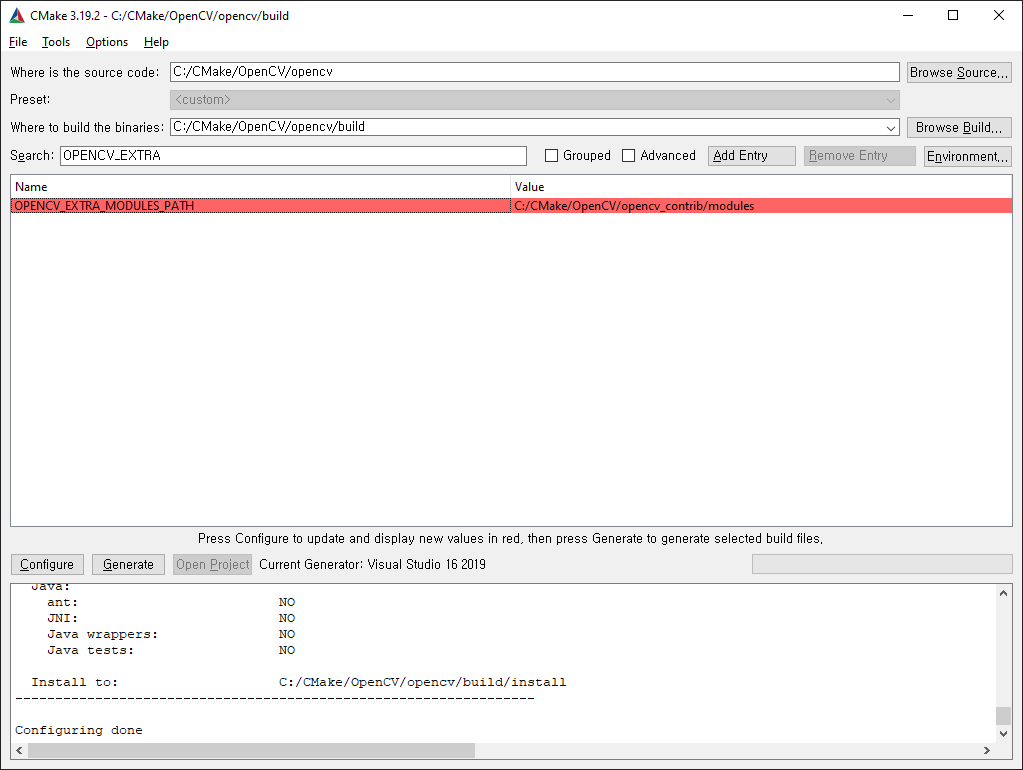 CMake 3.19.2 - C:/CMake/OpenCV/opencv/build
File Tools Options Help
Where is the source code: C:/CMake/OpenCV/opencv Browse Source...
Preset: <custom>
Where to build the binaries: C:/CMake/OpenCV/opencv/build Browse Build...
Search: OPENCV_EXTRA Grouped Advanced Add Entry Remove Entry Environment...
Name Value
OPENCV_EXTRA_MODULES_PATH C:/CMake/OpenCV/opencv_contrib/modules
Press Configure to update and display new values in red, then press Generate to generate selected build files.
Configure Generate Open Project Current Generator: Visual Studio 16 2019
Java:
ant: NO
JNI: NO
Java wrappers: NO
Java tests: NO
Install to: C:/CMake/OpenCV/opencv/build/install
-----------------------------------------------------------------
Configuring done